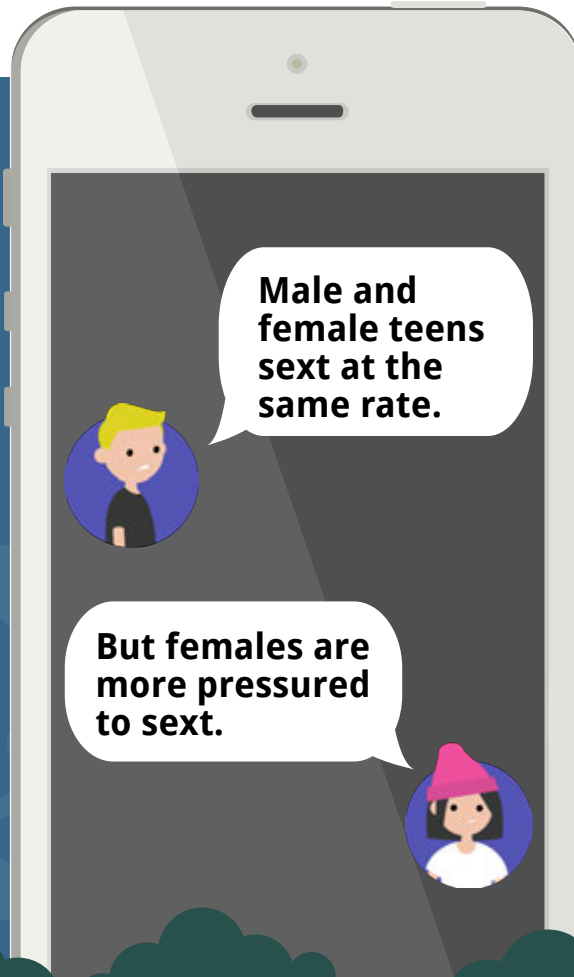 Male and
female teens
sext at the
same rate.
But females are
more pressured
to sext.